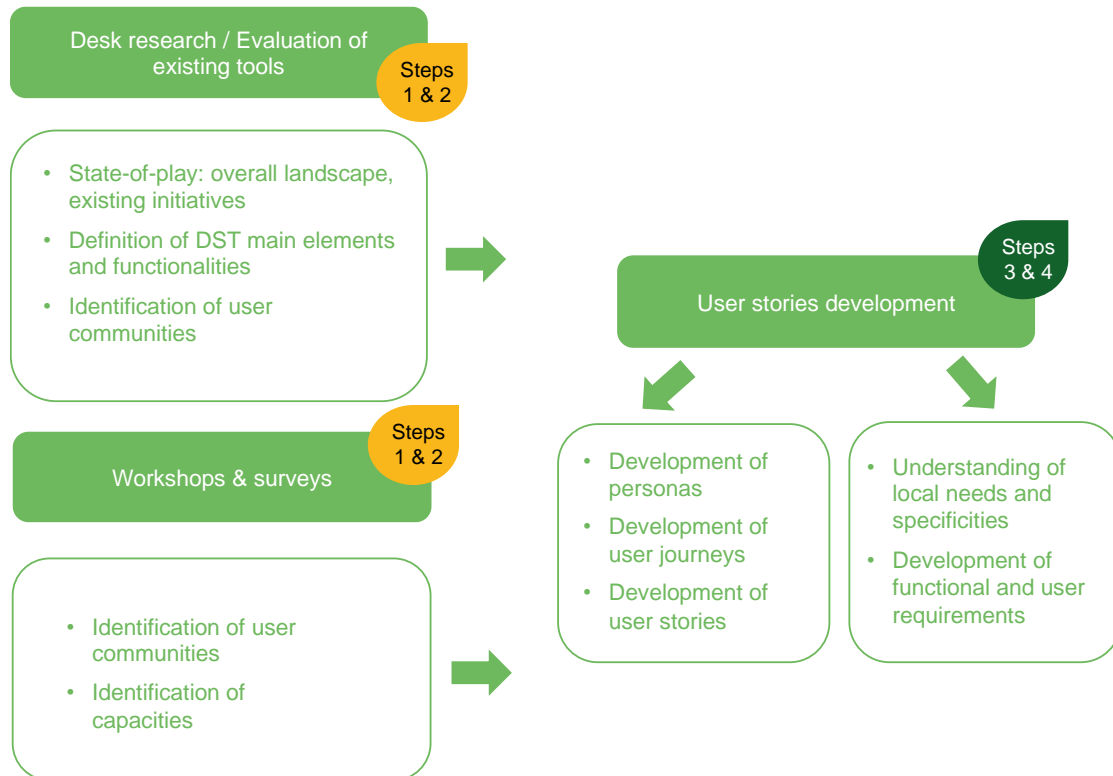 Desk research / Evaluation of
existing tools
Steps
1 & 2
• State-of-play: overall landscape,
existing initiatives
• Definition of DST main elements
and functionalities
• Identification of user
communities
Workshops & surveys
Steps
1 & 2
• Identification of user
communities
• Identification of
capacities
User stories development
Steps
3 & 4
• Development of
personas
• Development of
user journeys
• Development of
user stories
• Understanding of
local needs and
specificities
• Development of
functional and user
requirements